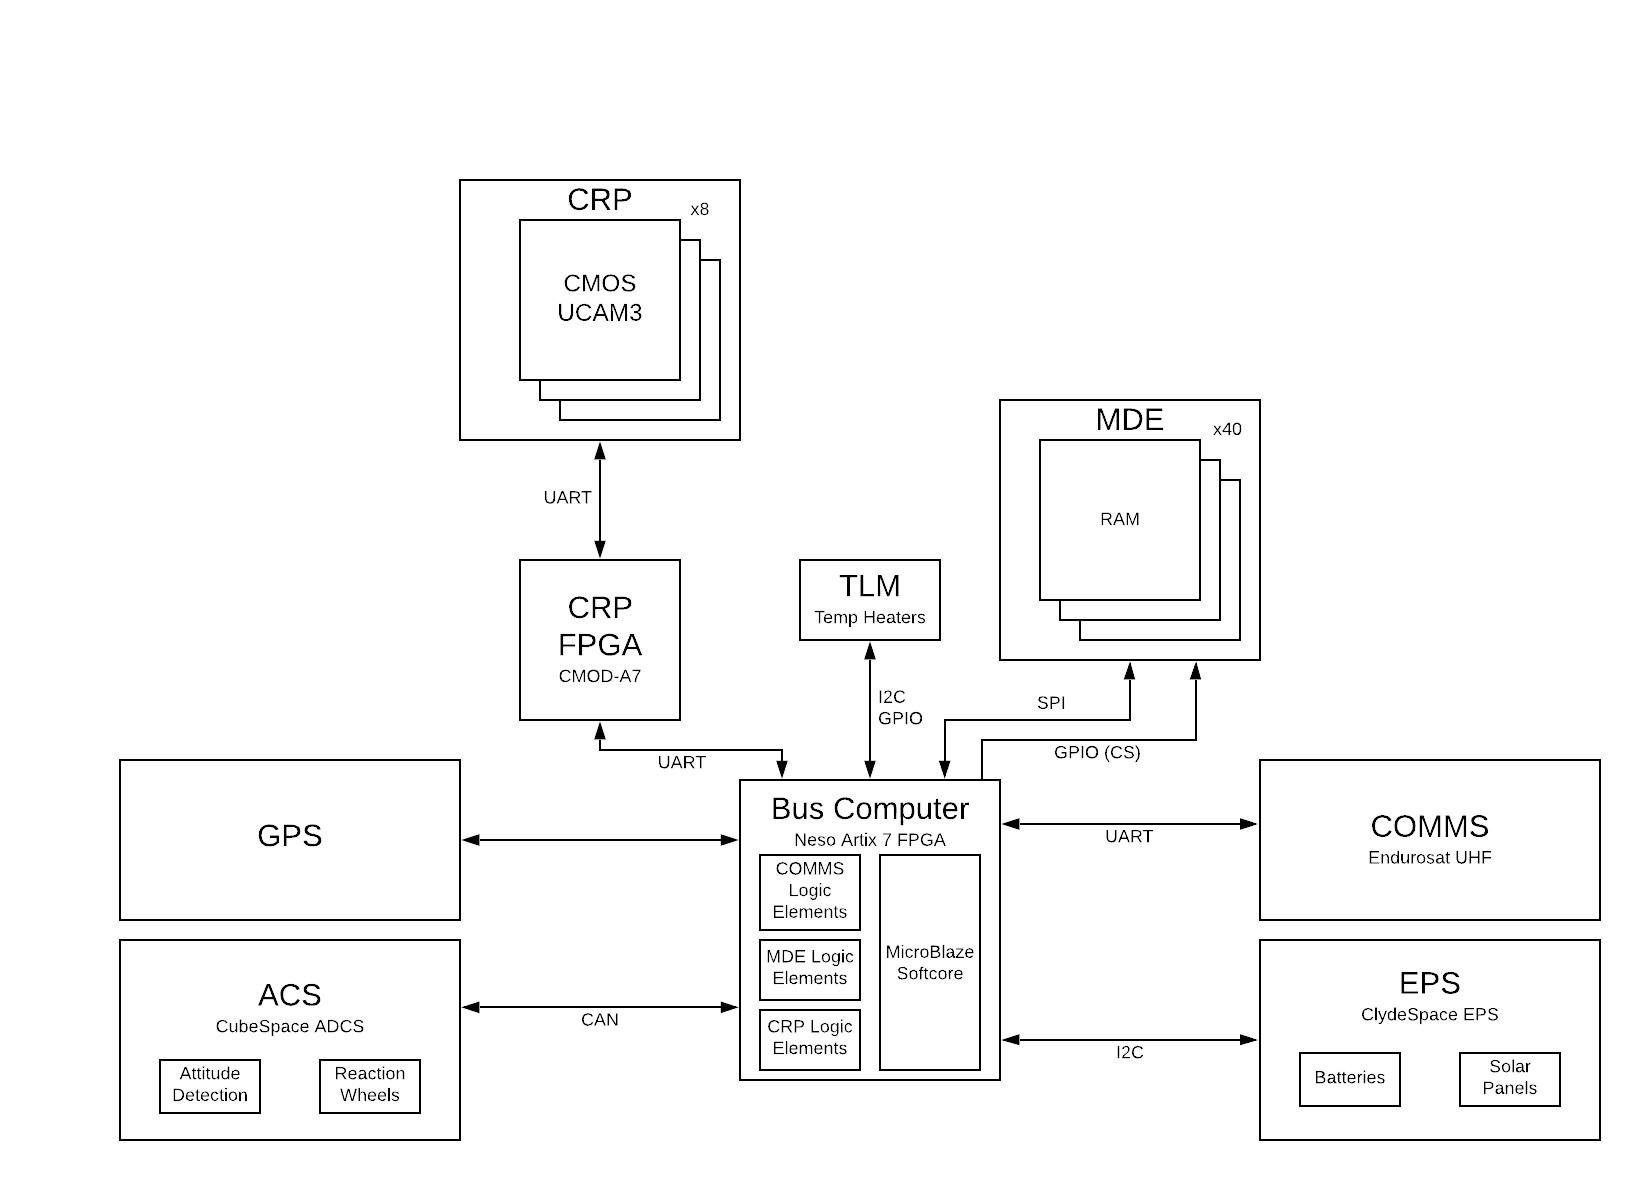 CRP
x8
CMOS
UCAM3
UART
MDE
x40
RAM
CRP
FPGA
CMOD-A7
TLM
Temp Heaters
I2C
GPIO
SPI
GPIO (CS)
UART
GPS
Bus Computer
Neso Artix 7 FPGA
COMMS
Logic
Elements
MDE Logic
Elements
CRP Logic
Elements
MicroBlaze
Softcore
UART
COMMS
Endurosat UHF
ACS
CubeSpace ADCS
Attitude
Detection
Reaction
Wheels
CAN
I2C
EPS
ClydeSpace EPS
Batteries
Solar
Panels